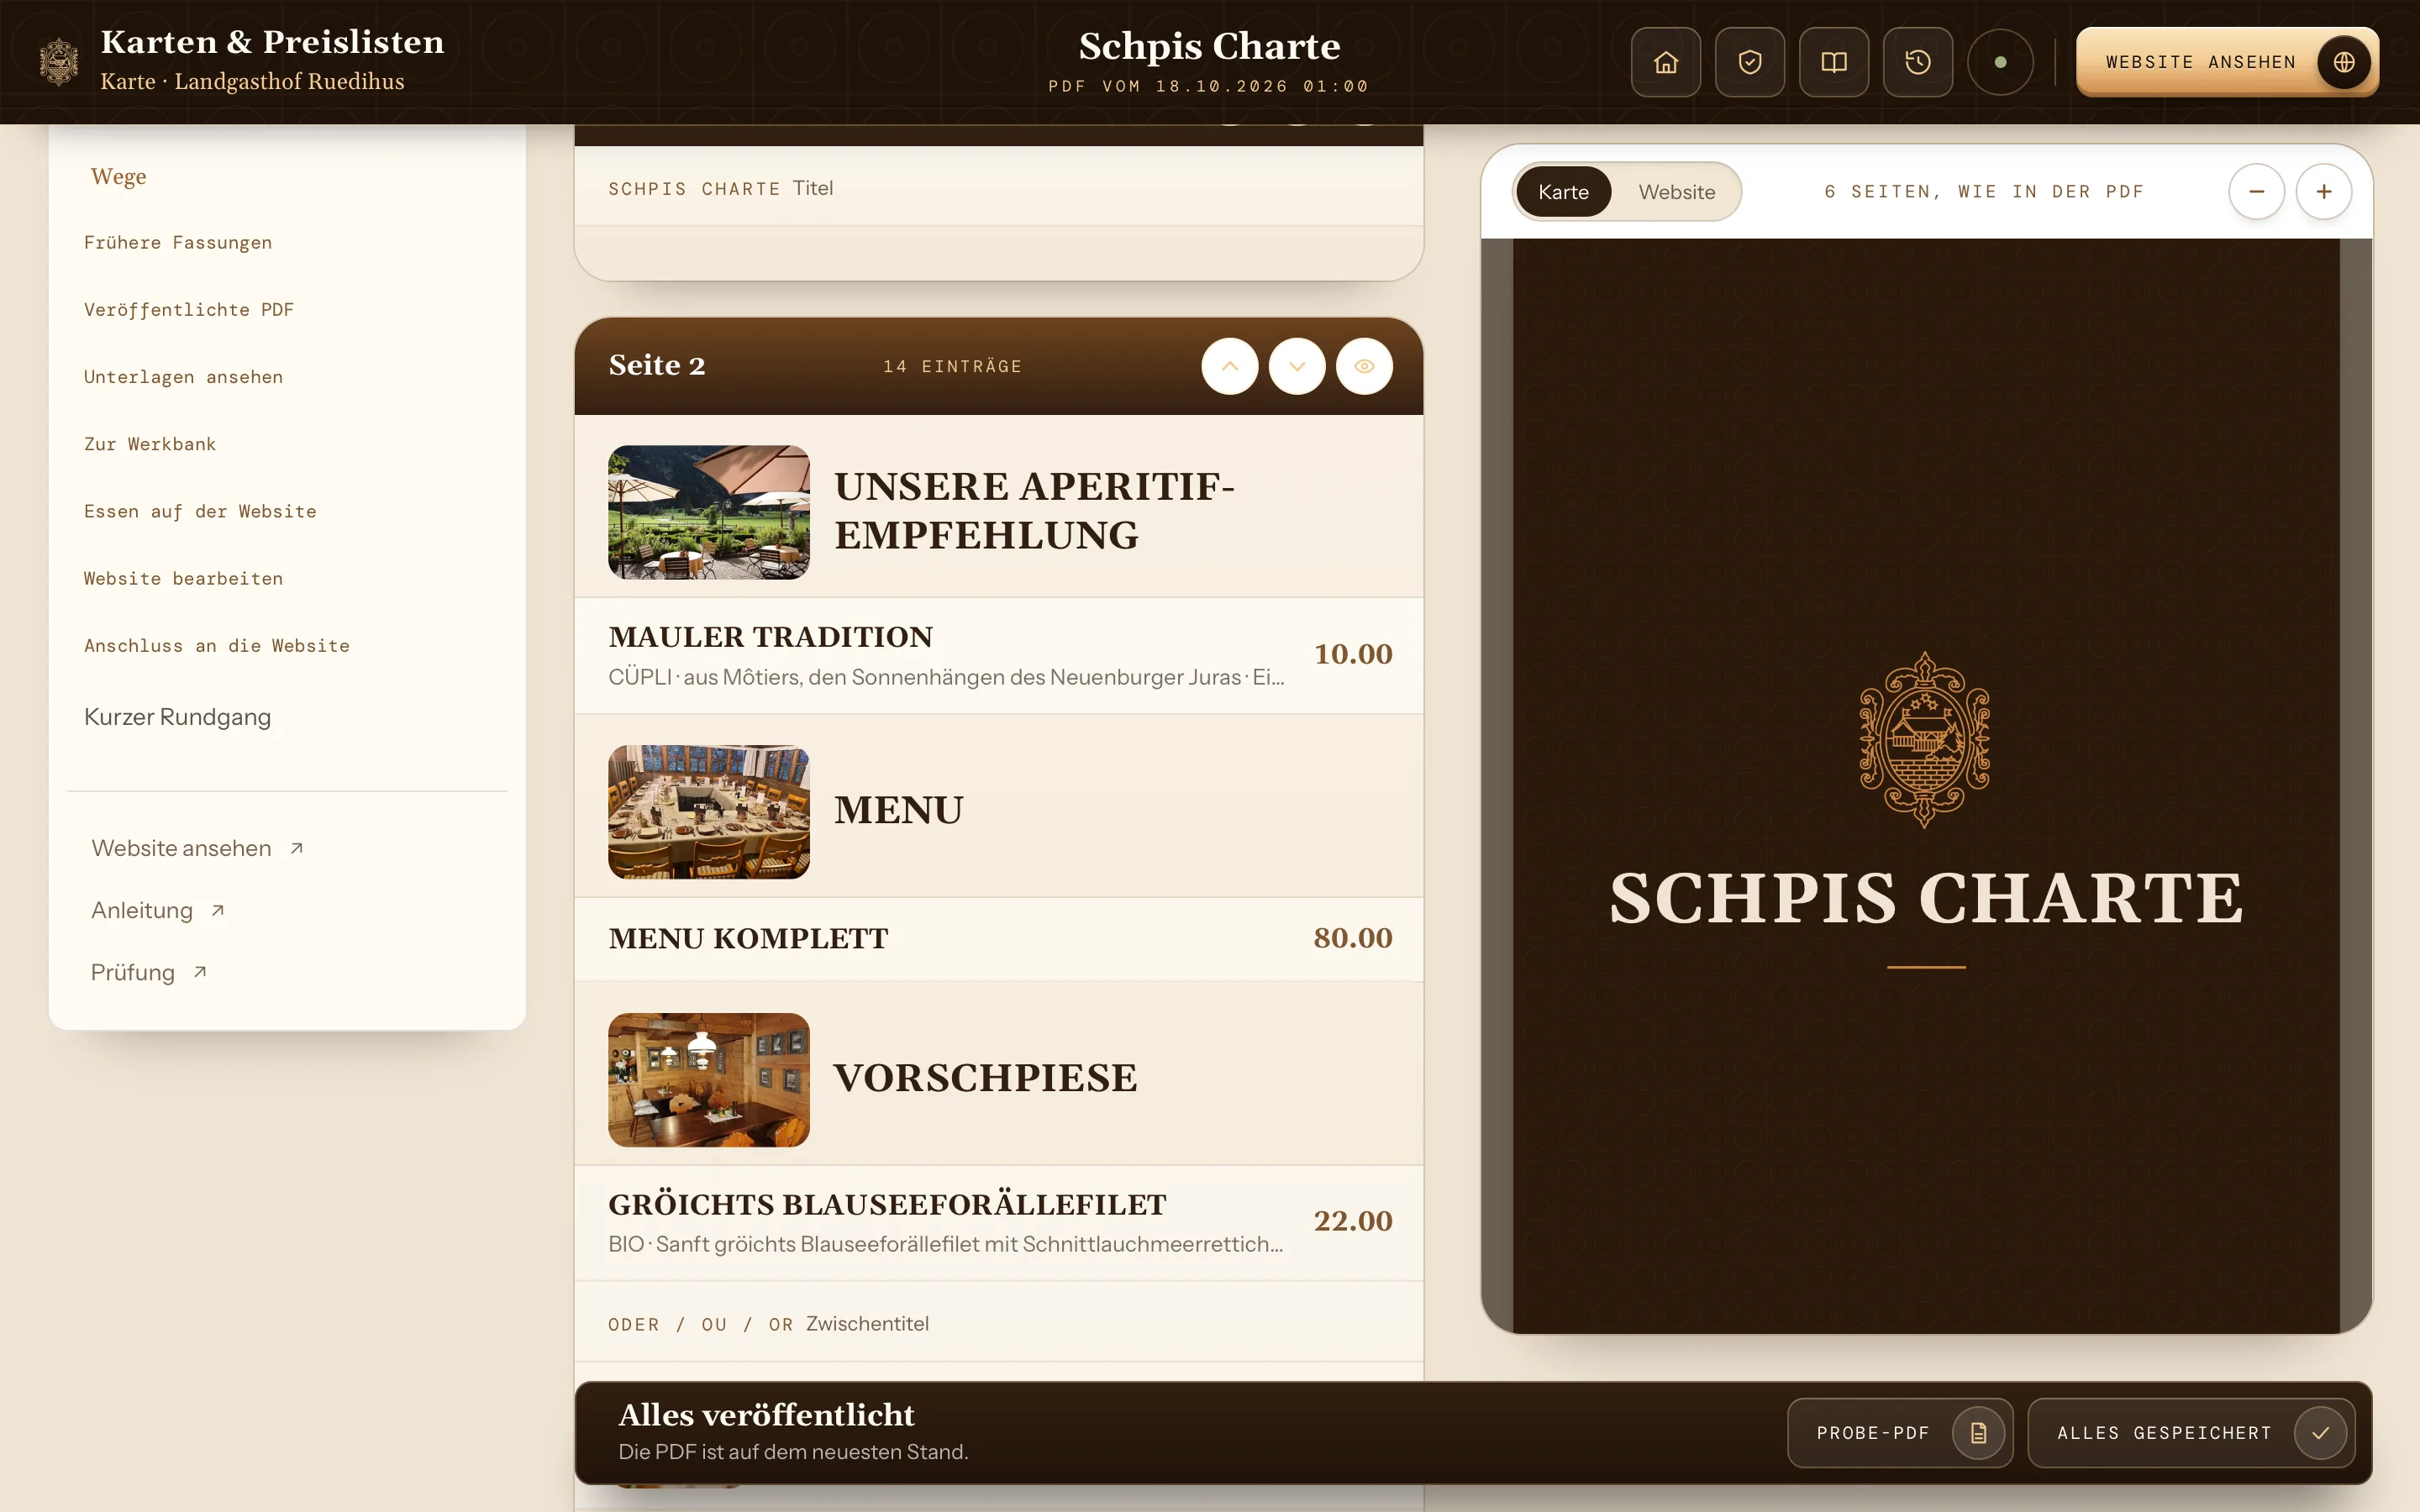 Karten & Preislisten
Karte · Landgasthof Ruedihus
Schpis Charte
PDF VOM 18.10.2026 01:00
WEBSITE ANSEHEN
Wege
Frühere Fassungen
Veröffentlichte PDF
Unterlagen ansehen
Zur Werkbank
Essen auf der Website
Website bearbeiten
Anschluss an die Website
Kurzer Rundgang
Website ansehen
Anleitung
Prüfung
SCHPIS CHARTE Titel
Seite 2
14 EINTRÄGE
UNSERE APERITIF-
EMPFEHLUNG
MAULER TRADITION
10.00
CÜPLI · aus Môtiers, den Sonnenhängen des Neuenburger Juras · Ei...
MENU
MENU KOMPLETT
80.00
VORSCHPIESE
GRÖICHTS BLAUSEEFORÄLLEFILET
22.00
BIO · Sanft gröichts Blauseeforällefilet mit Schnittlauchmeerrettich...
ODER / OU / OR Zwischentitel
Karte
Website
6 SEITEN, WIE IN DER PDF
SCHPIS CHARTE
Alles veröffentlicht
Die PDF ist auf dem neuesten Stand.
PROBE-PDF
ALLES GESPEICHERT